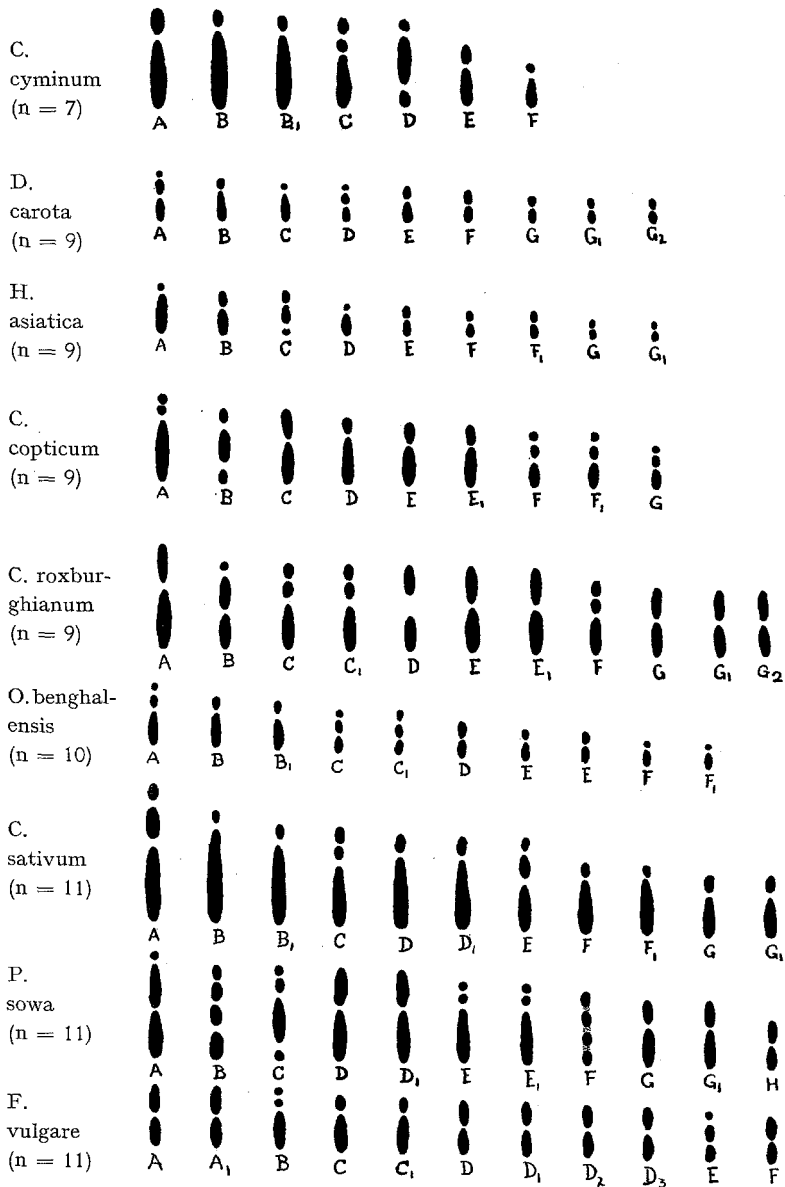 C.
cyminum
(n = 7)
A B B₁ C D E F
D.
carota
(n = 9)
A B C D E F G G₁ G₂
H.
asiatica
(n = 9)
A B C D E F F₁ G G₁
C.
copticum
(n = 9)
A B C D E E₁ F F₁ G
C. roxbur-
ghianum
(n = 9)
A B C C₁ D E E₁ F G G₁ G₂
O. benghal-
ensis
(n = 10)
A B B₁ C C₁ D E E F F₁
C.
sativum
(n = 11)
A B B₁ C D D₁ E F F₁ G G₁
P.
sowa
(n = 11)
A B C D D₁ E E₁ F G G₁ H
F.
vulgare
(n = 11)
A A₁ B C C₁ D D₁ D₂ D₃ E F